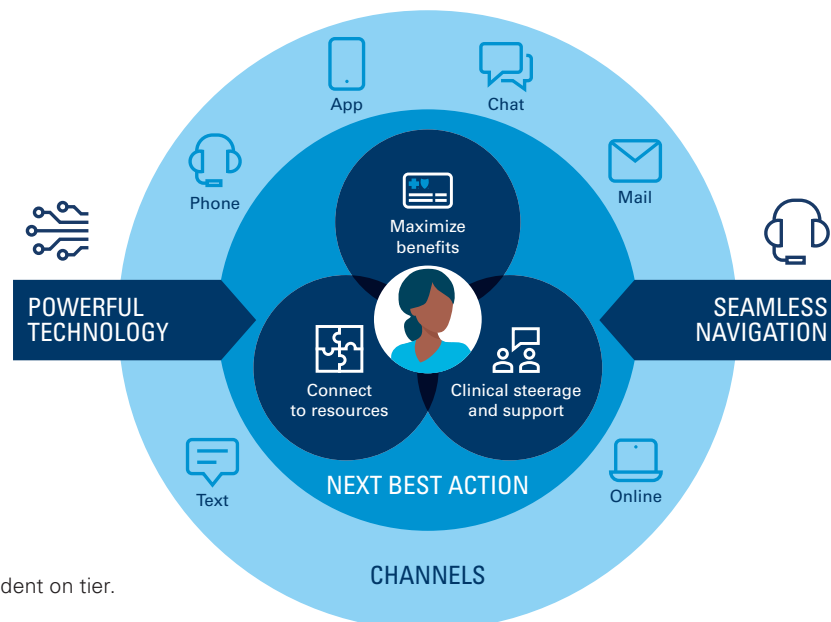 App
Chat
Phone
Mail
Maximize
benefits
POWERFUL
TECHNOLOGY
SEAMLESS
NAVIGATION
Connect
to resources
Clinical steerage
and support
NEXT BEST ACTION
Text
Online
CHANNELS
dent on tier.